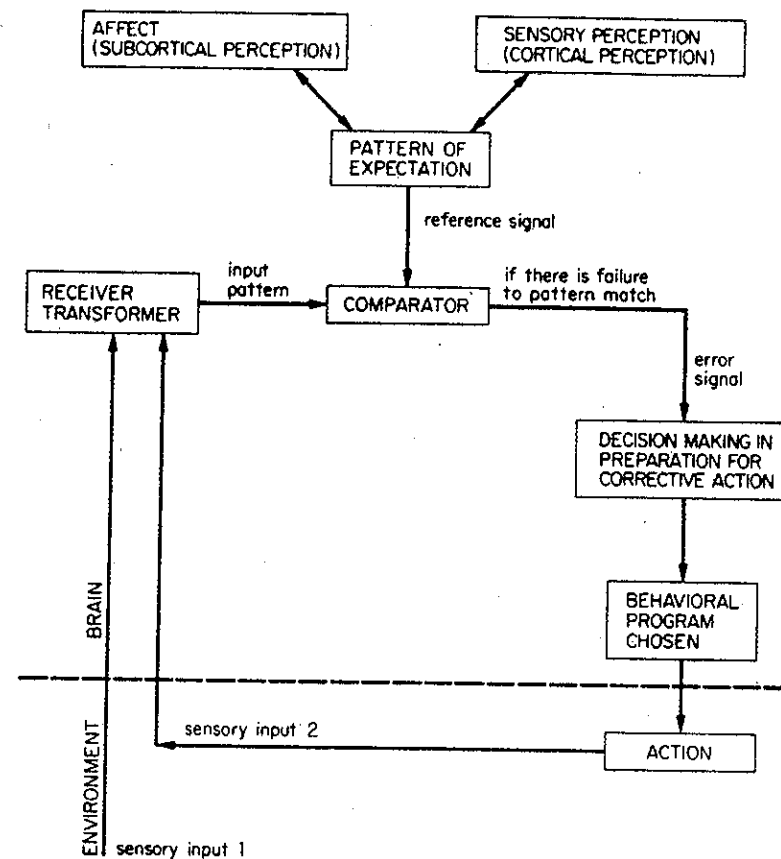 AFFECT
(SUBCORTICAL PERCEPTION)
SENSORY PERCEPTION
(CORTICAL PERCEPTION)
PATTERN OF
EXPECTATION
reference signal
input
pattern
if there is failure
to pattern match
RECEIVER
TRANSFORMER
COMPARATOR
error
signal
DECISION MAKING IN
PREPARATION FOR
CORRECTIVE ACTION
BEHAVIORAL
PROGRAM
CHOSEN
BRAIN
ENVIRONMENT
sensory input 2
ACTION
sensory input 1